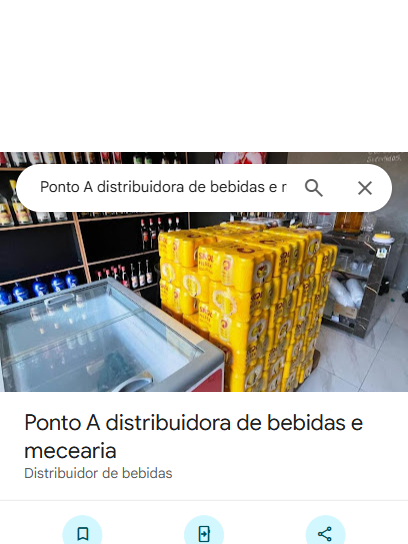 Ponto A distribuidora de bebidas e r
Ponto A distribuidora de bebidas e
mecearia
Distribuidor de bebidas